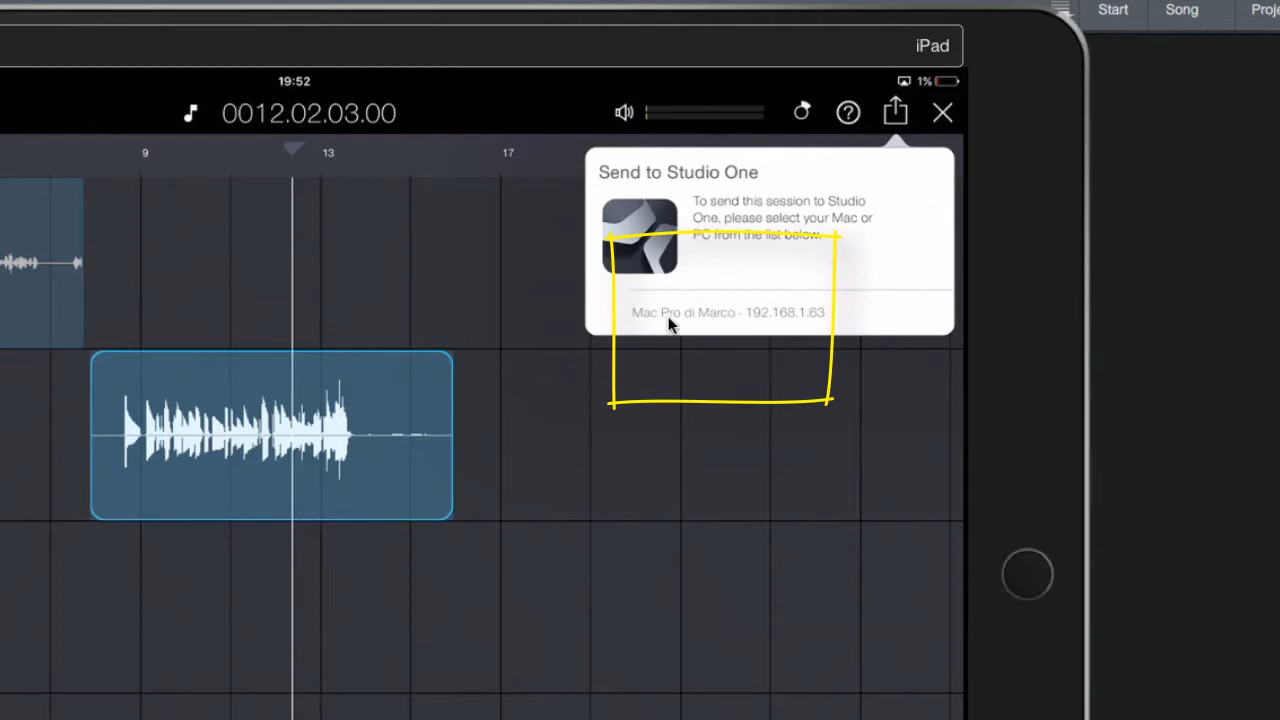 Start Song
iPad
19:52
1%
0012.02.03.00
9 13 17
Send to Studio One
To send this session to Studio
One, please select your Mac or
PC from the list below.
Mac Pro di Marco - 192.168.1.63